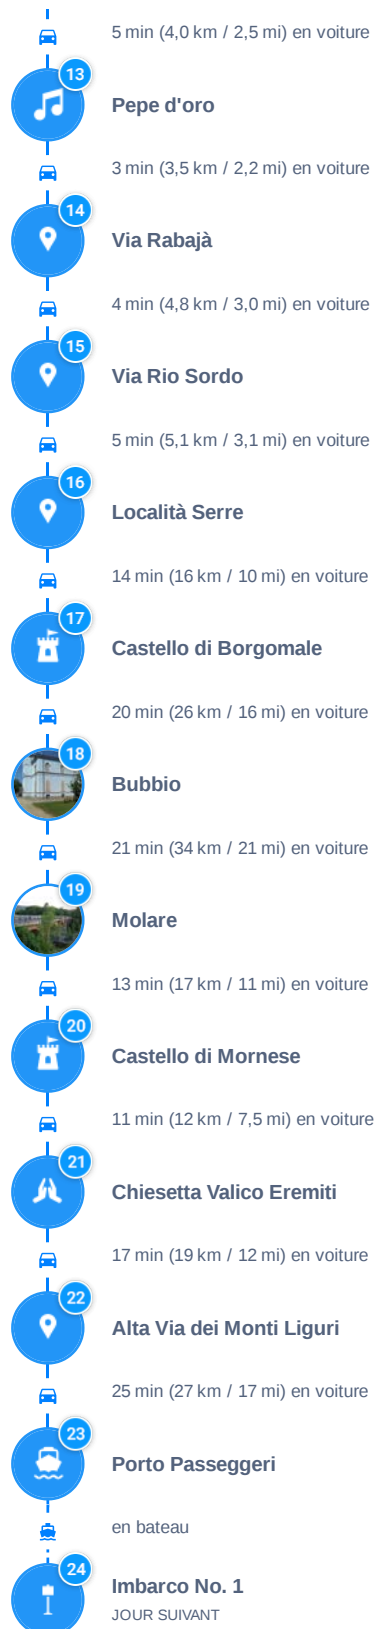 5 min (4,0 km / 2,5 mi) en voiture
13
Pepe d'oro
3 min (3,5 km / 2,2 mi) en voiture
14
Via Rabajà
4 min (4,8 km / 3,0 mi) en voiture
15
Via Rio Sordo
5 min (5,1 km / 3,1 mi) en voiture
16
Località Serre
14 min (16 km / 10 mi) en voiture
17
Castello di Borgomale
20 min (26 km / 16 mi) en voiture
18
Bubbio
21 min (34 km / 21 mi) en voiture
19
Molare
13 min (17 km / 11 mi) en voiture
20
Castello di Mornese
11 min (12 km / 7,5 mi) en voiture
21
Chiesetta Valico Eremiti
17 min (19 km / 12 mi) en voiture
22
Alta Via dei Monti Liguri
25 min (27 km / 17 mi) en voiture
23
Porto Passeggeri
en bateau
24
Imbarco No. 1
JOUR SUIVANT